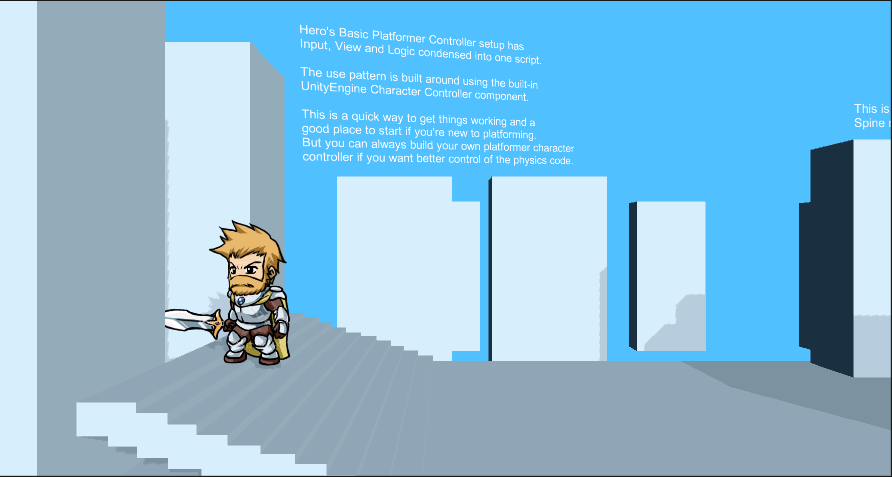 Hero's Basic Platformer Controller setup has
Input, View and Logic condensed into one script.
The use pattern is built around using the built-in
UnityEngine Character Controller component.
This is a quick way to get things working and a
good place to start if you're new to platforming.
But you can always build your own platformer character
controller if you want better control of the physics code.
This is
Spine